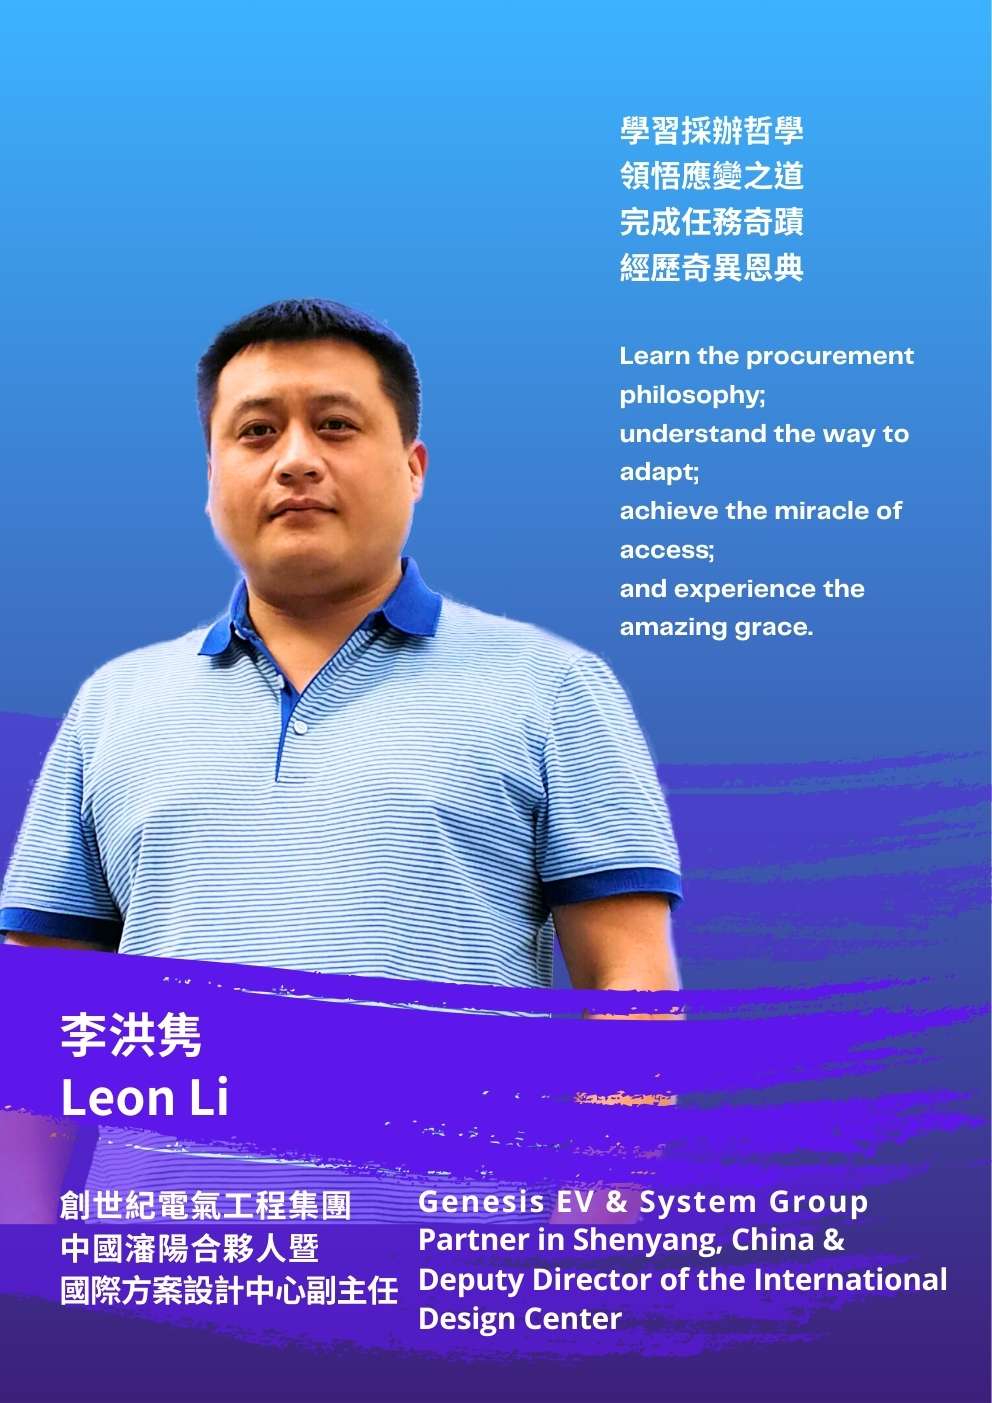 學習採辦哲學
領悟應變之道
完成任務奇蹟
經歷奇異恩典
Learn the procurement
philosophy;
understand the way to
adapt;
achieve the miracle of
access;
and experience the
amazing grace.
李洪隽
Leon Li
創世紀電氣工程集團
中國瀋陽合夥人暨
國際方案設計中心副主任
Genesis EV & System Group
Partner in Shenyang, China &
Deputy Director of the International
Design Center